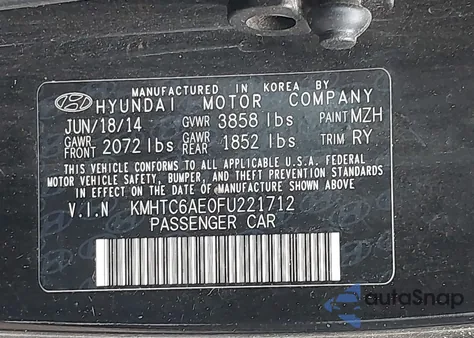 MANUFACTURED IN KOREA BY
HYUNDAI MOTOR COMPANY
JUN/18/14 GVWR 3858 lbs PAINT MZH
GAWR FRONT 2072 lbs GAWR REAR 1852 lbs TRIM RY
THIS VEHICLE CONFORMS TO ALL APPLICABLE U.S.A. FEDERAL
MOTOR VEHICLE SAFETY, BUMPER, AND THEFT PREVENTION STANDARDS
IN EFFECT ON THE DATE OF MANUFACTURE SHOWN ABOVE.
V.I.N KMHTC6AE0FU221712
PASSENGER CAR
autoSnap